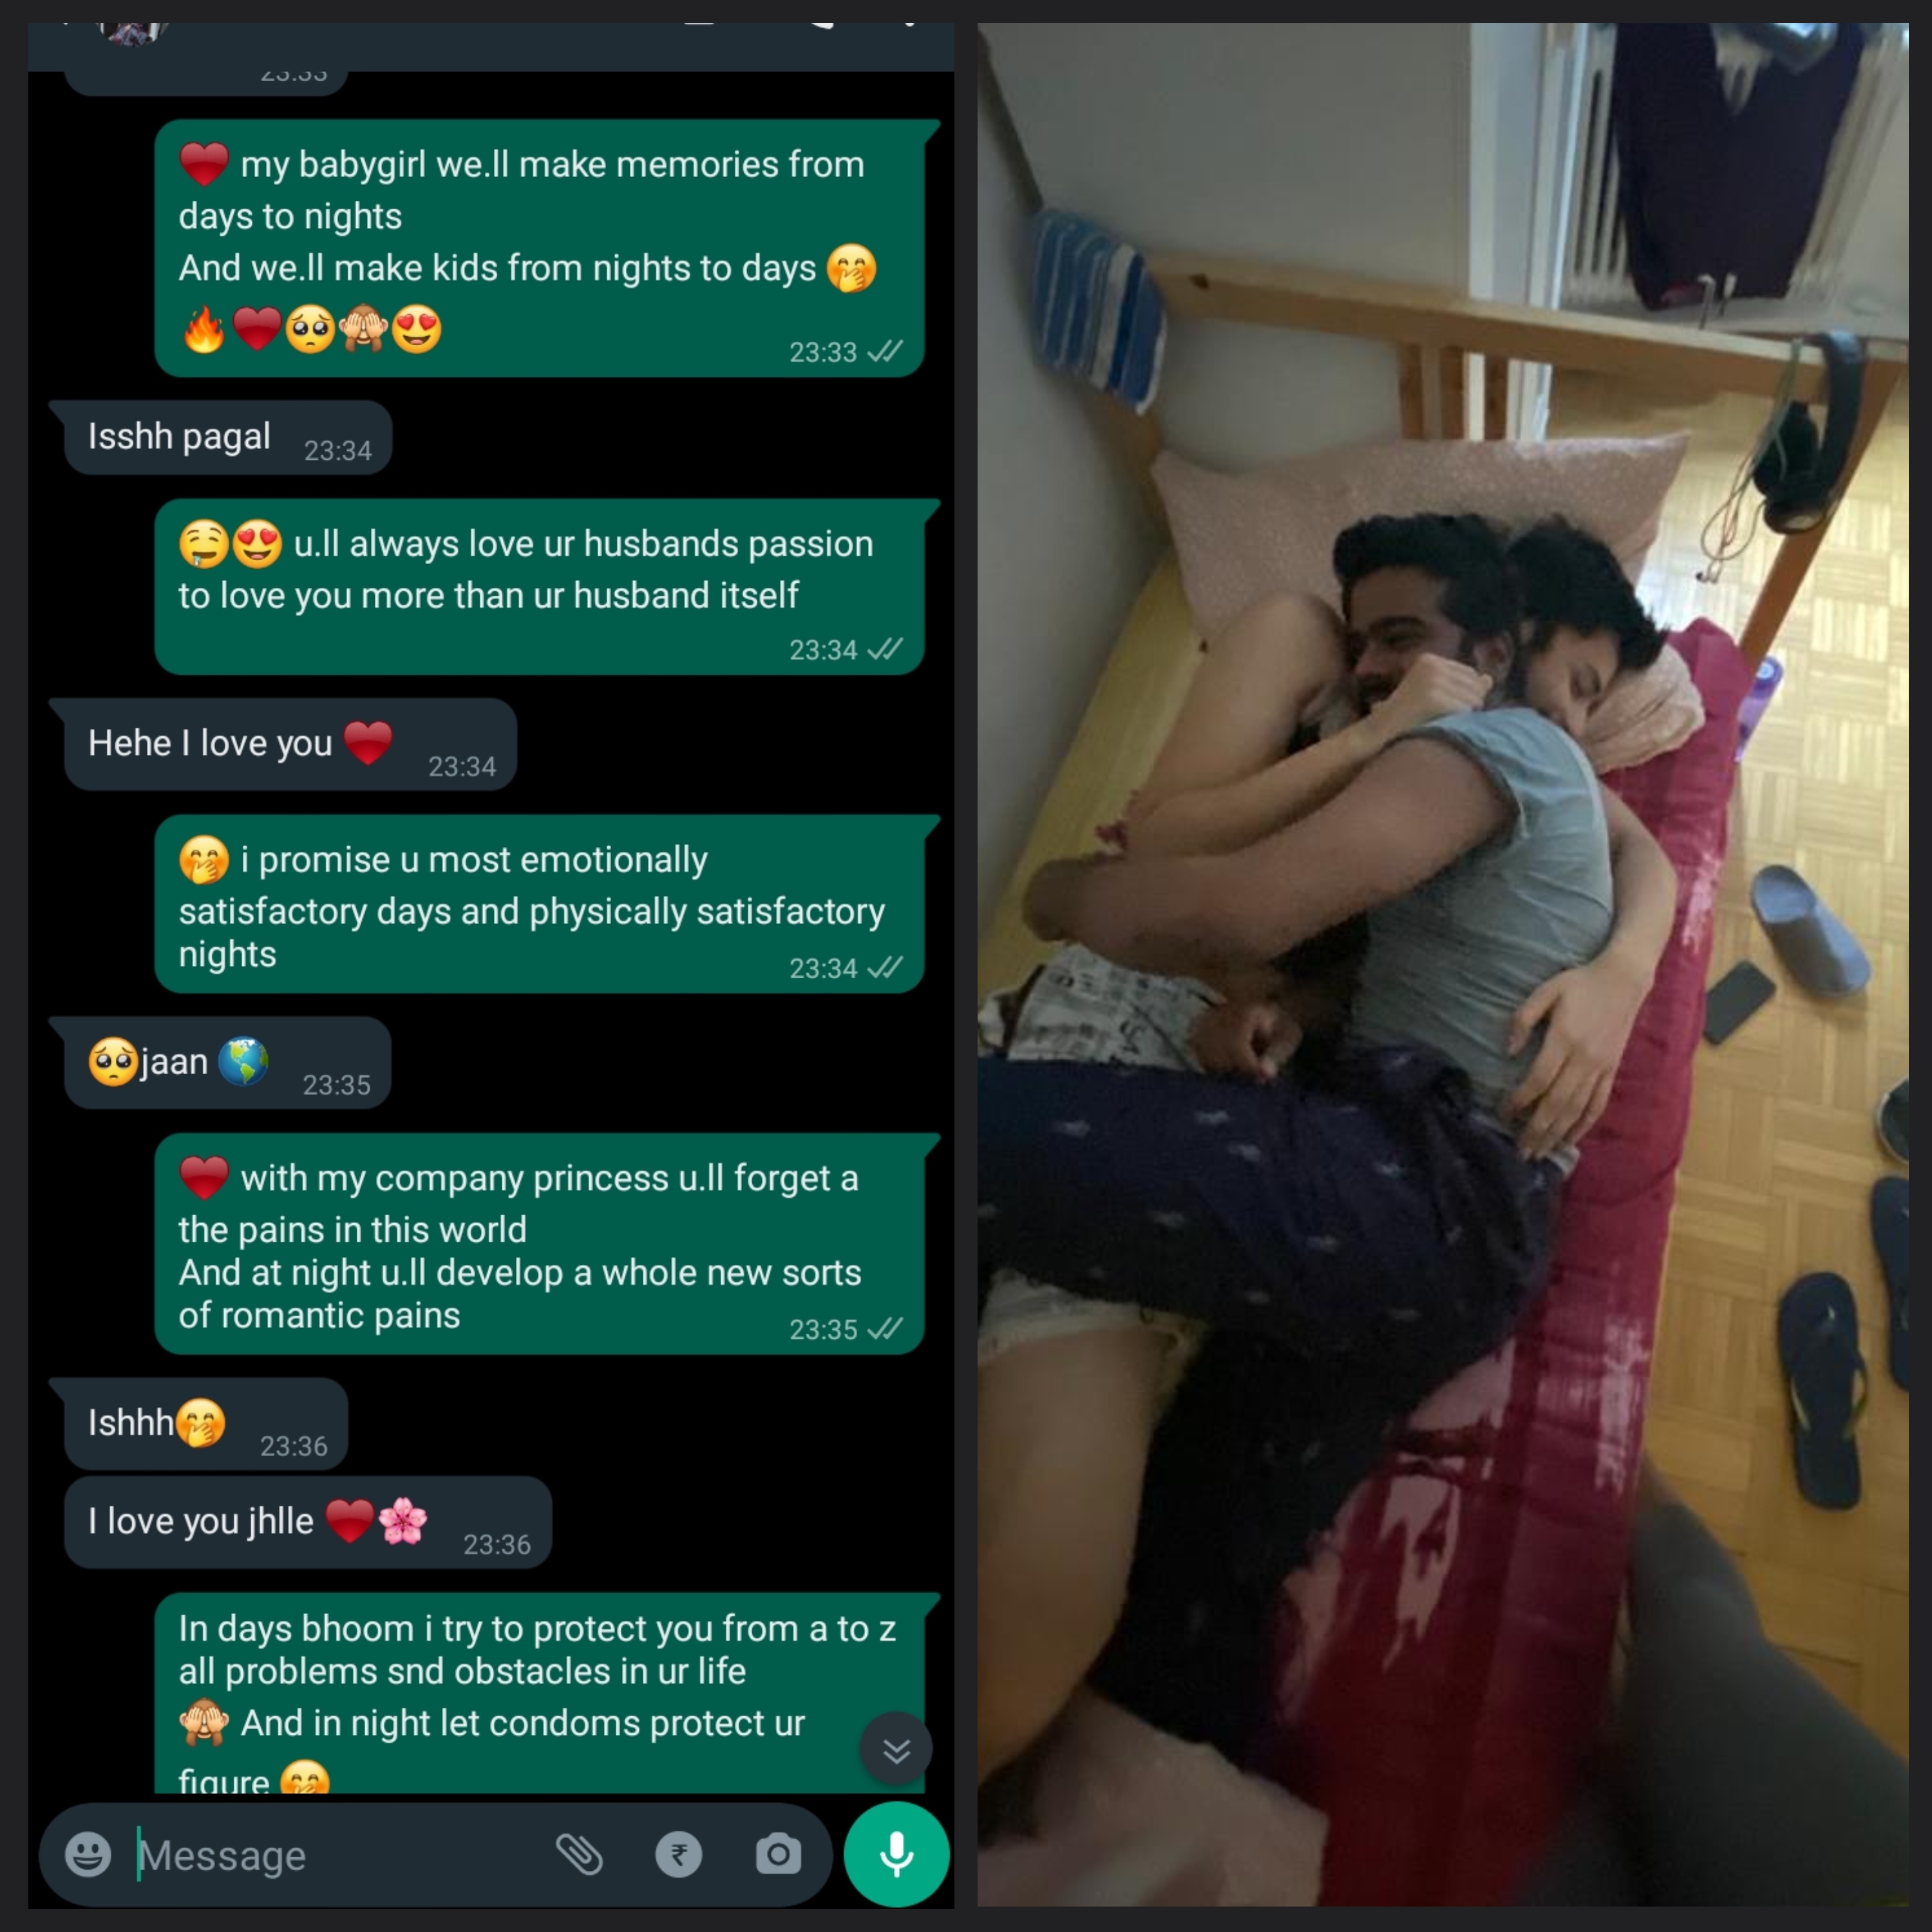 23:33
❤️ my babygirl we.ll make memories from
days to nights
And we.ll make kids from nights to days 🤭
🔥❤️🥺🙈😍
23:33
Isshh pagal 23:34
🤤😍 u.ll always love ur husbands passion
to love you more than ur husband itself
23:34
Hehe I love you ❤️ 23:34
🤭 i promise u most emotionally
satisfactory days and physically satisfactory
nights 23:34
🥺jaan 🌎 23:35
❤️ with my company princess u.ll forget a
the pains in this world
And at night u.ll develop a whole new sorts
of romantic pains 23:35
Ishhh🤭 23:36
I love you jhlle ❤️🌸 23:36
In days bhoom i try to protect you from a to z
all problems snd obstacles in ur life
🙈 And in night let condoms protect ur
figure 🤭
Message